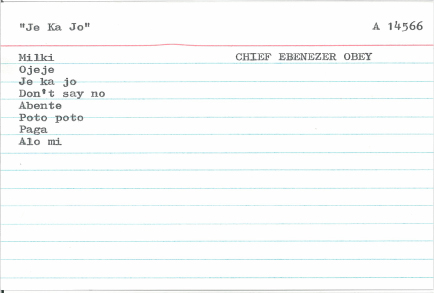 "Je Ka Jo" A 14566
Milki CHIEF EBENEZER OBEY
Ojeje
Je ka jo
Don't say no
Abente
Poto poto
Paga
Alo mi